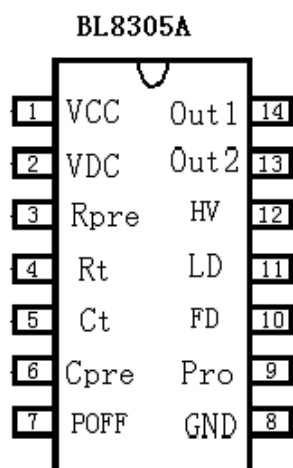 BL8305A
1 VCC Out1 14
2 VDC Out2 13
3 Rpre HV 12
4 Rt LD 11
5 Ct FD 10
6 Cpre Pro 9
7 POFF GND 8